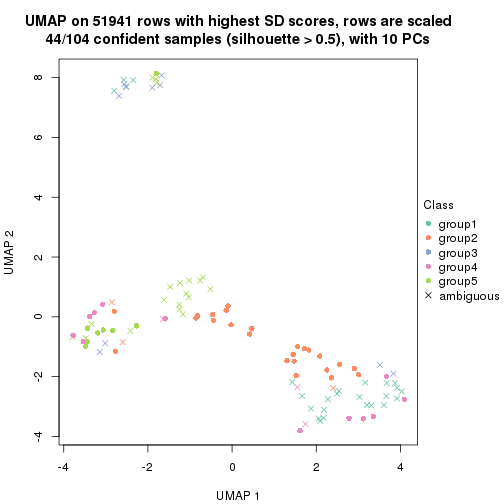 UMAP on 51941 rows with highest SD scores, rows are scaled
44/104 confident samples (silhouette > 0.5), with 10 PCs
8
6
4
2
0
-2
-4
UMAP 2
-4
-2
0
2
4
UMAP 1
Class
group1
group2
group3
group4
group5
ambiguous